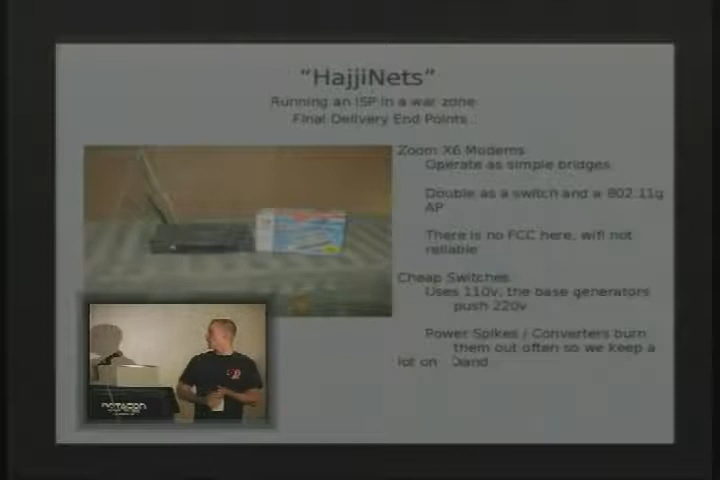 “HajjiNets”
Running an ISP in a war zone
Final Delivery End Points
Zoom X6 Modems
Operate as simple bridges
Double as a switch and a 802.11g
AP
There is no FCC here, wifi not
reliable
Cheap Switches
Uses 110v, the base generators
push 220v
Power Spikes / Converters burn
them out often so we keep a
lot on hand
NOTACON